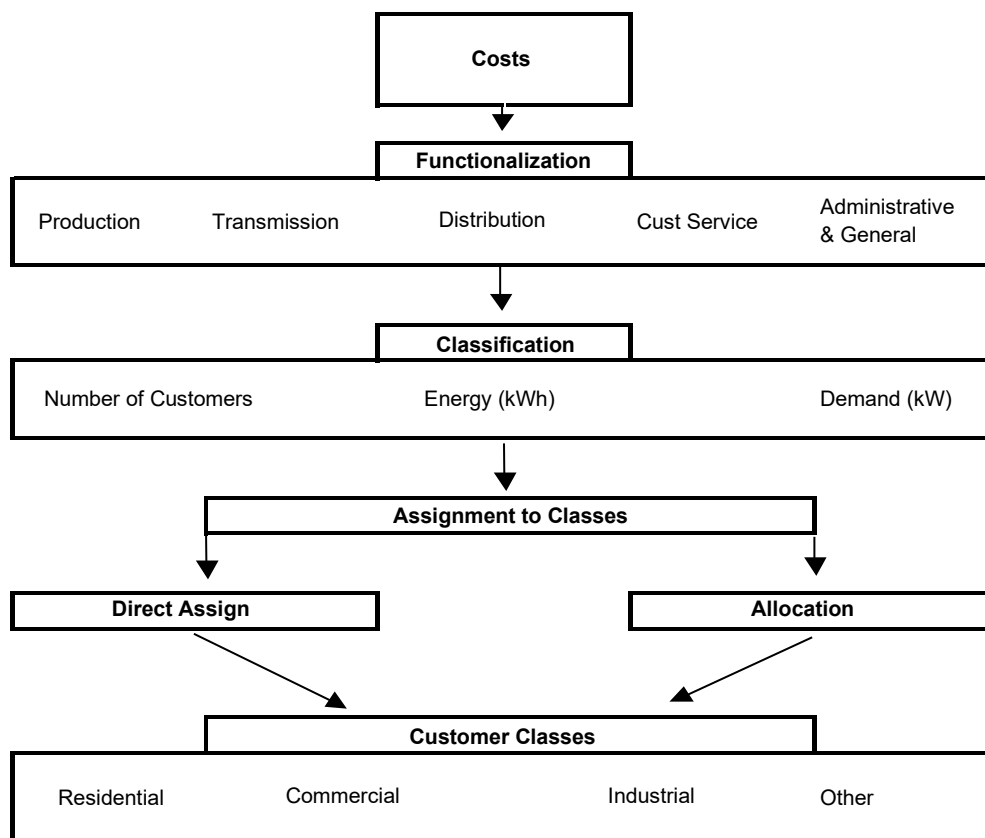 Costs
Functionalization
Production Transmission Distribution Cust Service Administrative
& General
Classification
Number of Customers Energy (kWh) Demand (kW)
Assignment to Classes
Direct Assign Allocation
Customer Classes
Residential Commercial Industrial Other